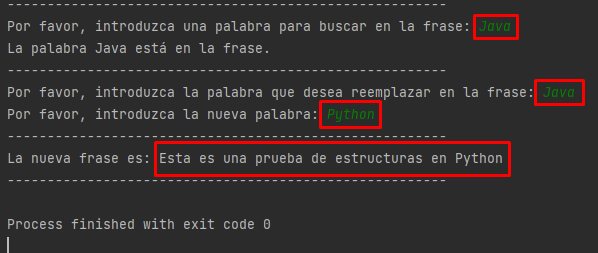 -------------------------------------------------------
Por favor, introduzca una palabra para buscar en la frase: Java
La palabra Java está en la frase.
-------------------------------------------------------
Por favor, introduzca la palabra que desea reemplazar en la frase: Java
Por favor, introduzca la nueva palabra: Python
-------------------------------------------------------
La nueva frase es: Esta es una prueba de estructuras en Python
-------------------------------------------------------
Process finished with exit code 0